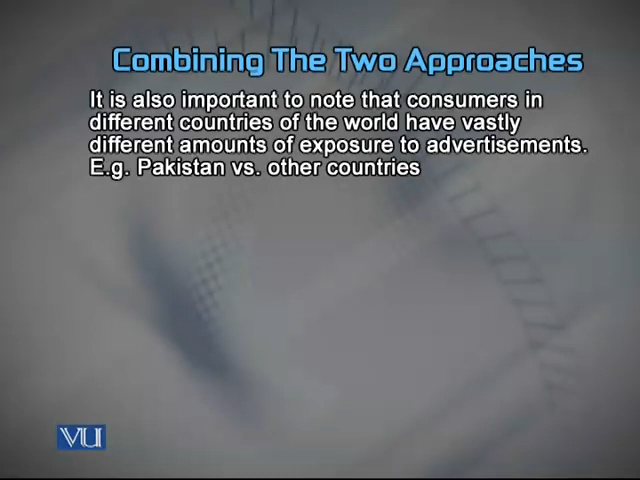 Combining The Two Approaches
It is also important to note that consumers in
different countries of the world have vastly
different amounts of exposure to advertisements.
E.g. Pakistan vs. other countries
VU